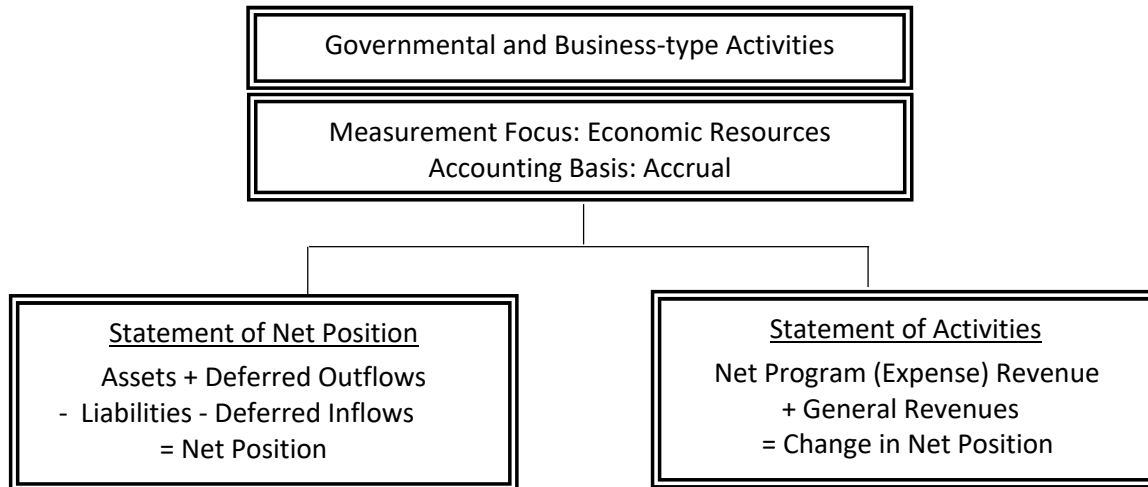 Governmental and Business-type Activities
Measurement Focus: Economic Resources
Accounting Basis: Accrual
Statement of Net Position
Assets + Deferred Outflows
- Liabilities - Deferred Inflows
= Net Position
Statement of Activities
Net Program (Expense) Revenue
+ General Revenues
= Change in Net Position